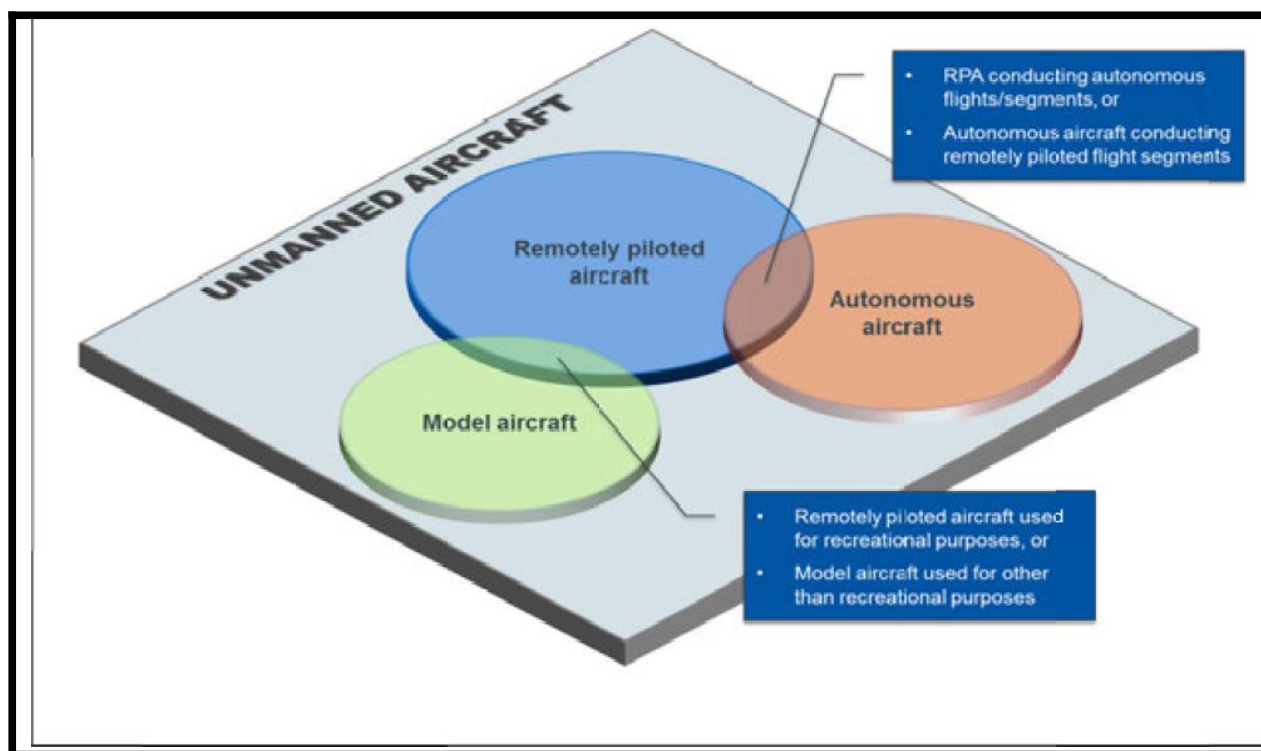 UNMANNED AIRCRAFT
• RPA conducting autonomous
flights/segments, or
• Autonomous aircraft conducting
remotely piloted flight segments
Remotely piloted
aircraft
Autonomous
aircraft
Model aircraft
• Remotely piloted aircraft used
for recreational purposes, or
• Model aircraft used for other
than recreational purposes